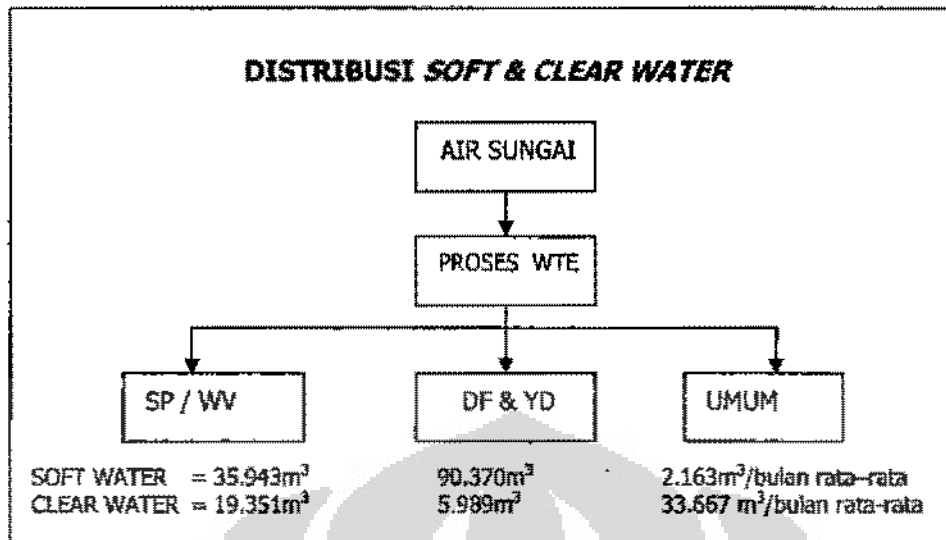 DISTRIBUSI SOFT & CLEAR WATER
AIR SUNGAI
PROSES WTE
SP / WV DF & YD UMUM
SOFT WATER = 35.943m³ 90.370m³ 2.163m³/bulan rata-rata
CLEAR WATER = 19.351m³ 5.989m³ 33.667 m³/bulan rata-rata